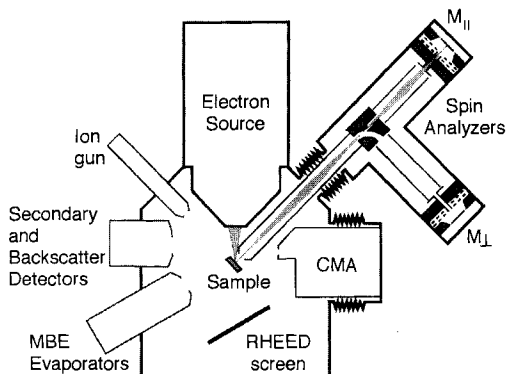 M||
Electron
Source
Spin
Analyzers
Ion
gun
Secondary
and
Backscatter
Detectors
M⊥
Sample
CMA
MBE
Evaporators
RHEED
screen